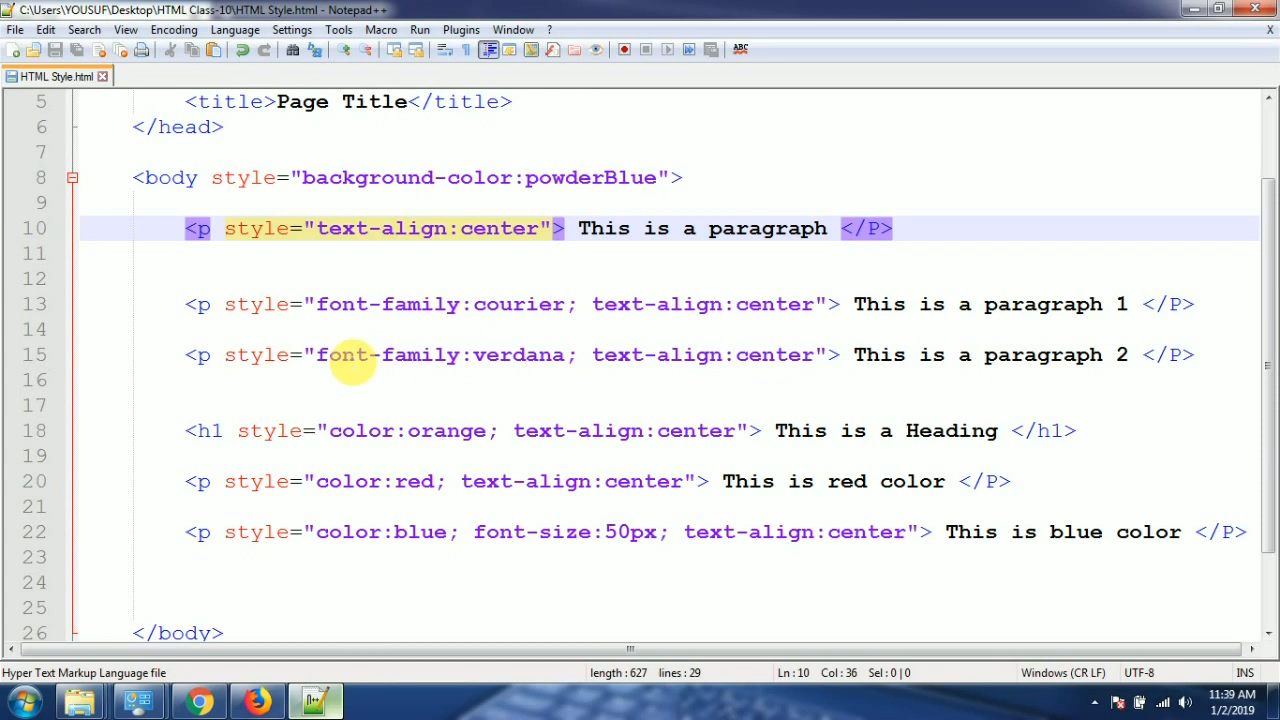 C:\Users\YOUSUF\Desktop\HTML Class-10\HTML Style.html - Notepad++
File Edit Search View Encoding Language Settings Tools Macro Run Plugins Window ? X
ABC
HTML Style.html
5 <title>Page Title</title>
6 </head>
7
8 <body style="background-color:powderBlue">
9
10 <p style="text-align:center"> This is a paragraph </P>
11
12
13 <p style="font-family:courier; text-align:center"> This is a paragraph 1 </P>
14
15 <p style="font-family:verdana; text-align:center"> This is a paragraph 2 </P>
16
17
18 <h1 style="color:orange; text-align:center"> This is a Heading </h1>
19
20 <p style="color:red; text-align:center"> This is red color </P>
21
22 <p style="color:blue; font-size:50px; text-align:center"> This is blue color </P>
23
24
25
26 </body>
Hyper Text Markup Language file length : 627 lines : 29 Ln : 10 Col : 36 Sel : 0 | 0 Windows (CR LF) UTF-8 INS
11:39 AM
1/2/2019